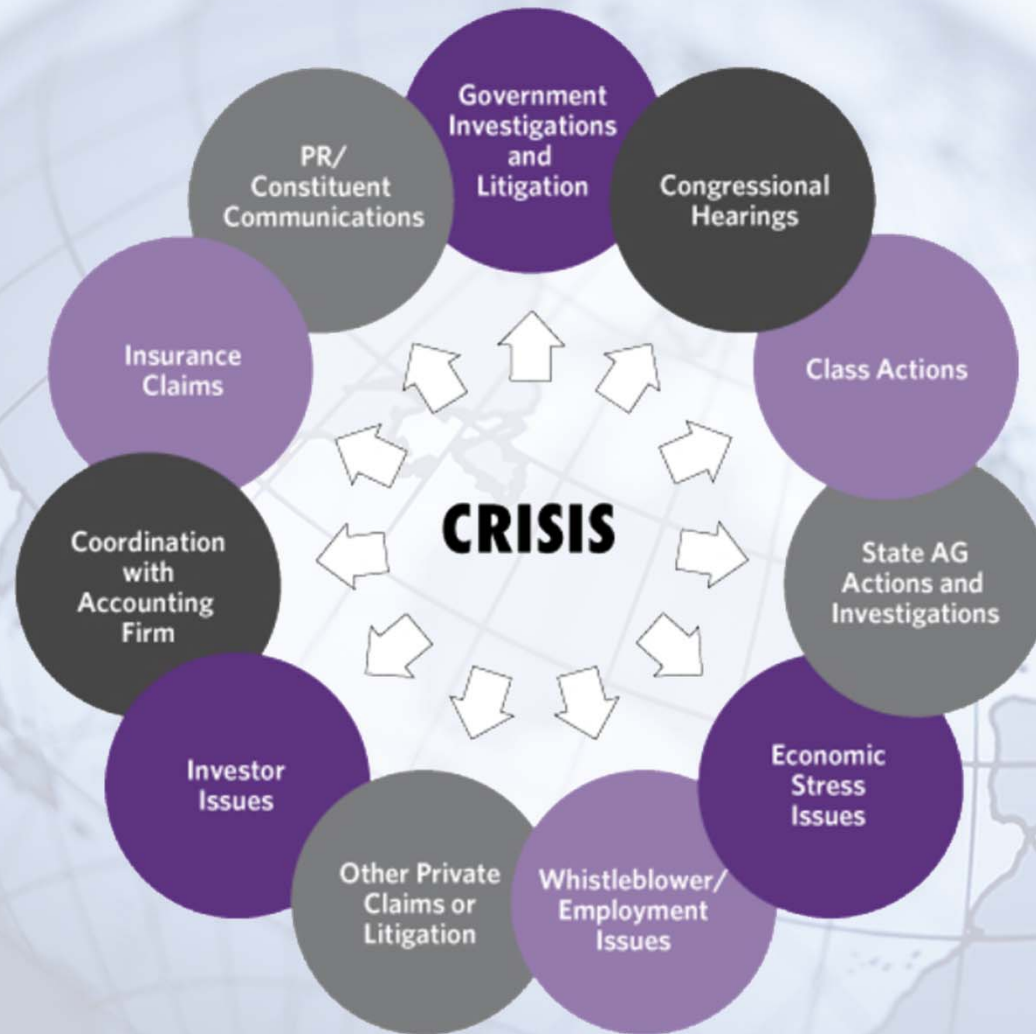 Government
Investigations
and
Litigation
Congressional
Hearings
Class Actions
State AG
Actions and
Investigations
Economic
Stress
Issues
Whistleblower/
Employment
Issues
Other Private
Claims or
Litigation
Investor
Issues
Coordination
with
Accounting
Firm
Insurance
Claims
PR/
Constituent
Communications
CRISIS